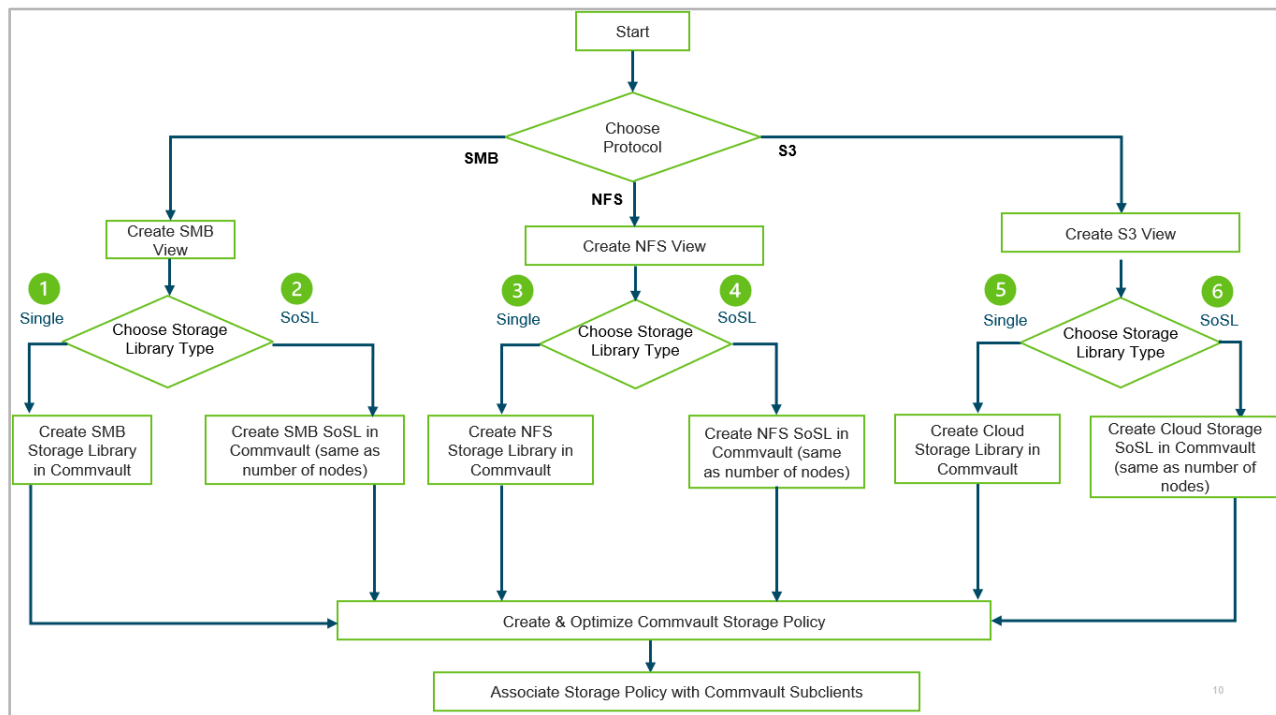 Start
Choose
Protocol
SMB
S3
NFS
Create SMB
View
Create NFS View
Create S3 View
1
Single
2
SoSL
Choose Storage
Library Type
3
Single
4
SoSL
Choose Storage
Library Type
5
Single
6
SoSL
Choose Storage
Library Type
Create SMB
Storage Library
in Commvault
Create SMB SoSL in
Commvault (same as
number of nodes)
Create NFS
Storage Library in
Commvault
Create NFS SoSL in
Commvault (same
as number of nodes)
Create Cloud
Storage Library in
Commvault
Create Cloud Storage
SoSL in Commvault
(same as number of
nodes)
Create & Optimize Commvault Storage Policy
Associate Storage Policy with Commvault Subclients
10